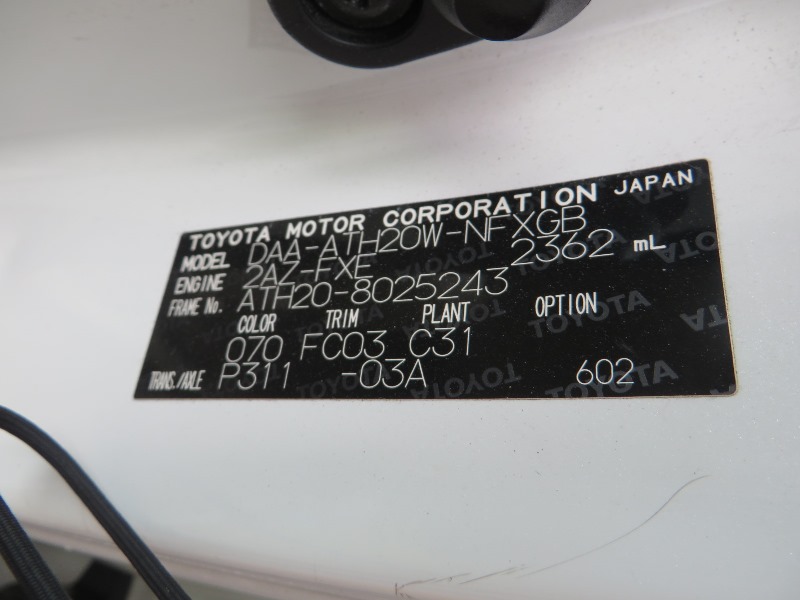 TOYOTA MOTOR CORPORATION JAPAN
MODEL DAA-ATH20W-NFXGB
ENGINE 2AZ-FXE 2362 mL
FRAME No. ATH20-8025243
COLOR TRIM PLANT OPTION
070 FC03 C31
TRANS./AXLE P311 -03A 602